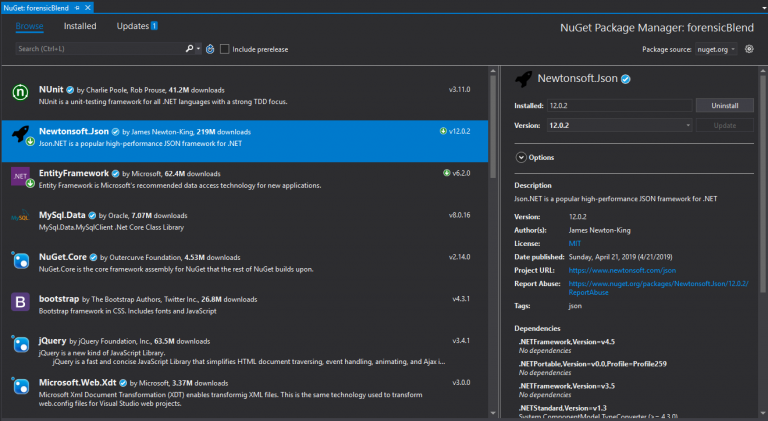 NuGet: forensicBlend
Browse Installed Updates 1
NuGet Package Manager: forensicBlend
Search (Ctrl+L) Include prerelease
Package source: nuget.org
n
NUnit by Charlie Poole, Rob Prouse, 41.2M downloads v3.11.0
NUnit is a unit-testing framework for all .NET languages with a strong TDD focus.
Newtonsoft.Json by James Newton-King, 219M downloads v12.0.2
Json.NET is a popular high-performance JSON framework for .NET
.NET
EntityFramework by Microsoft, 62.4M downloads v6.2.0
Entity Framework is Microsoft's recommended data access technology for new applications.
MySQL
MySql.Data by Oracle, 7.07M downloads v8.0.16
MySql.Data.MySqlClient .Net Core Class Library
NuGet.Core by Outercurve Foundation, 4.53M downloads v2.14.0
NuGet.Core is the core framework assembly for NuGet that the rest of NuGet builds upon.
B
bootstrap by The Bootstrap Authors, Twitter Inc., 26.8M downloads v4.3.1
Bootstrap framework in CSS. Includes fonts and JavaScript
jQuery by jQuery Foundation, Inc., 63.5M downloads v3.4.1
jQuery is a new kind of JavaScript Library.
jQuery is a fast and concise JavaScript Library that simplifies HTML document traversing, event handling, animating, and Ajax i...
Microsoft.Web.Xdt by Microsoft, 3.37M downloads v3.0.0
Microsoft Xml Document Transformation (XDT) enables transformig XML files. This is the same technology used to transform
web.config files for Visual Studio web projects.
Newtonsoft.Json
Installed: 12.0.2 Uninstall
Version: 12.0.2 Update
Options
Description
Json.NET is a popular high-performance JSON framework for .NET
Version: 12.0.2
Author(s): James Newton-King
License: MIT
Date published: Sunday, April 21, 2019 (4/21/2019)
Project URL: https://www.newtonsoft.com/json
Report Abuse: https://www.nuget.org/packages/Newtonsoft.Json/12.0.2/
ReportAbuse
Tags: json
Dependencies
.NETFramework,Version=v4.5
No dependencies
.NETPortable,Version=v0.0,Profile=Profile259
No dependencies
.NETFramework,Version=v3.5
No dependencies
.NETStandard,Version=v1.3
System.ComponentModel.TypeConverter (>= 4.3.0)